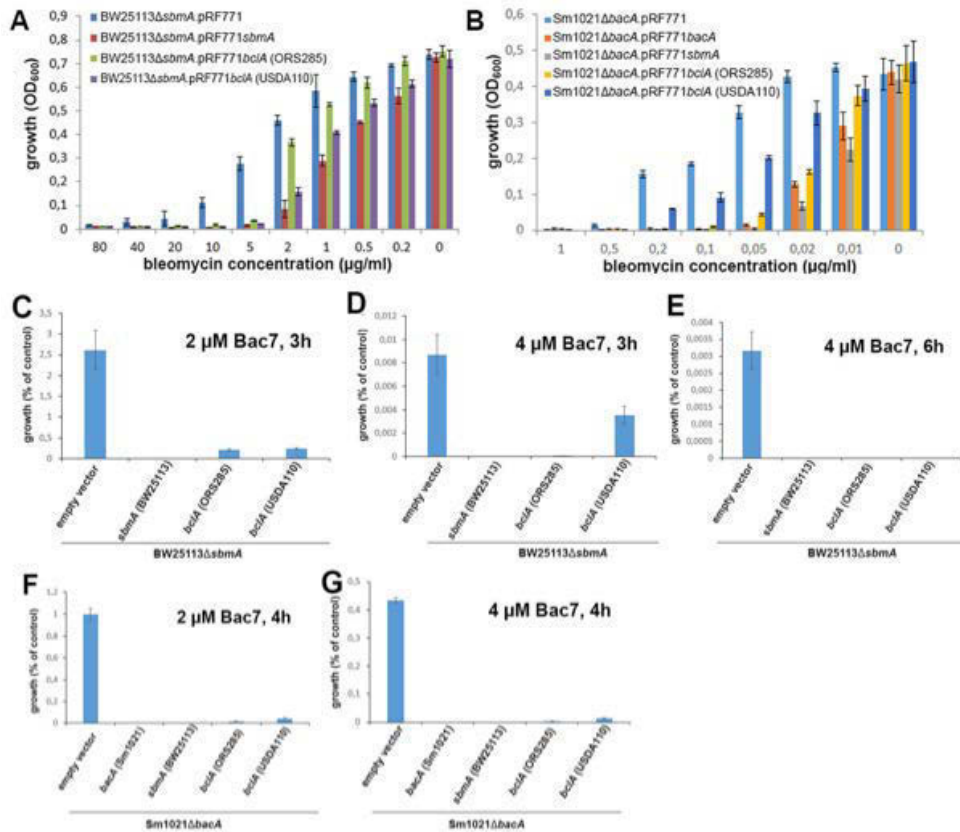 A
BW25113ΔsbmA.pRF771
BW25113ΔsbmA.pRF771sbmA
BW25113ΔsbmA.pRF771bclA (ORS285)
BW25113ΔsbmA.pRF771bclA (USDA110)
growth (OD600)
0,9
0,8
0,7
0,6
0,5
0,4
0,3
0,2
0,1
0
80 40 20 10 5 2 1 0.5 0.2 0
bleomycin concentration (µg/ml)
B
Sm1021ΔbacA.pRF771
Sm1021ΔbacA.pRF771bacA
Sm1021ΔbacA.pRF771sbmA
Sm1021ΔbacA.pRF771bclA (ORS285)
Sm1021ΔbacA.pRF771bclA (USDA110)
growth (OD600)
0,6
0,5
0,4
0,3
0,2
0,1
0
1 0,5 0,2 0,1 0,05 0,02 0,01 0
bleomycin concentration (µg/ml)
C
2 µM Bac7, 3h
growth (% of control)
3,5
3
2,5
2
1,5
1
0,5
0
empty vector
sbmA (BW25113)
bclA (ORS285)
bclA (USDA110)
BW25113ΔsbmA
D
4 µM Bac7, 3h
growth (% of control)
0,012
0,01
0,008
0,006
0,004
0,002
0
empty vector
sbmA (BW25113)
bclA (ORS285)
bclA (USDA110)
BW25113ΔsbmA
E
4 µM Bac7, 6h
growth (% of control)
0,004
0,0035
0,003
0,0025
0,002
0,0015
0,001
0,0005
0
empty vector
sbmA (BW25113)
bclA (ORS285)
bclA (USDA110)
BW25113ΔsbmA
F
2 µM Bac7, 4h
growth (% of control)
1,2
1
0,8
0,6
0,4
0,2
0
empty vector
bacA (Sm1021)
sbmA (BW25113)
bclA (ORS285)
bclA (USDA110)
Sm1021ΔbacA
G
4 µM Bac7, 4h
growth (% of control)
0,5
0,4
0,3
0,2
0,1
0
empty vector
bacA (Sm1021)
sbmA (BW25113)
bclA (ORS285)
bclA (USDA110)
Sm1021ΔbacA